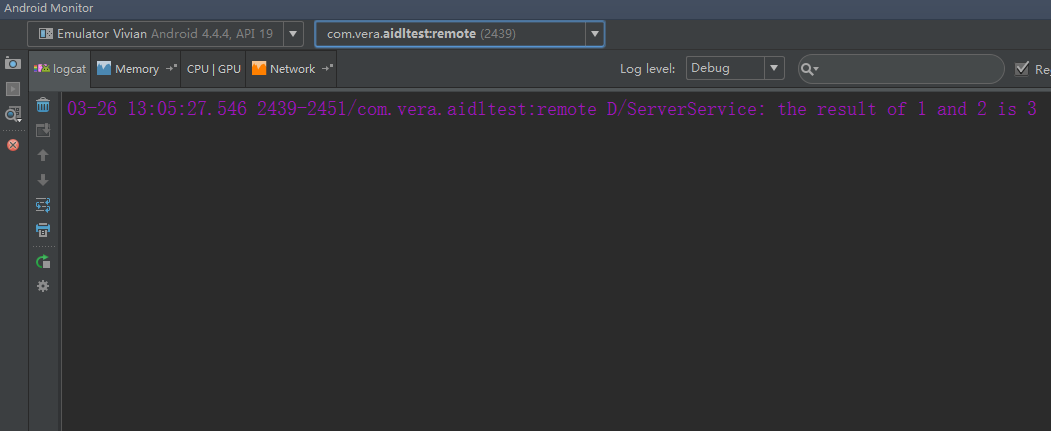 Android Monitor
Emulator Vivian Android 4.4.4, API 19
com.vera.aidltest:remote (2439)
logcat
Memory
CPU | GPU
Network
Log level:
Debug
Re
03-26 13:05:27.546 2439-2451/com.vera.aidltest:remote D/ServerService: the result of 1 and 2 is 3